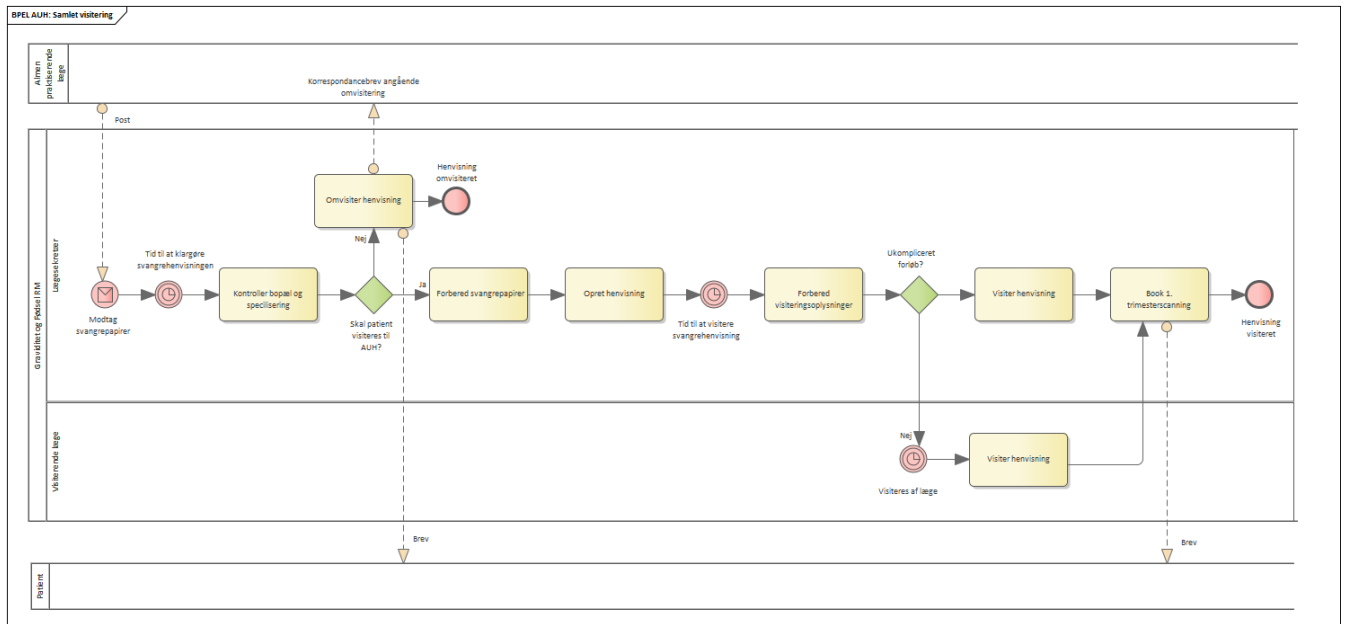 BPEL AUH: Samlet visitering
Almen
praktiserende
læge
Korrespondancebrev angående
omvisitering
Post
Graviditet og Fødsel RM
Lægesekretær
Henvisning
omvisiteret
Omvisiter henvisning
Nej
Tid til at klargøre
svangrehenvisningen
Ukompliceret
forløb?
Ja
Kontroller bopæl og
specilisering
Forbered svangrepapirer
Opret henvisning
Forbered
visiteringsoplysninger
Visiter henvisning
Book 1.
trimesterscanning
Modtag
svangrepapirer
Skal patient
visiteres til
AUH?
Tid til at visitere
svangrehenvisning
Henvisning
visiteret
Visiterende læge
Nej
Visiter henvisning
Visiteres af læge
Brev
Brev
Patient